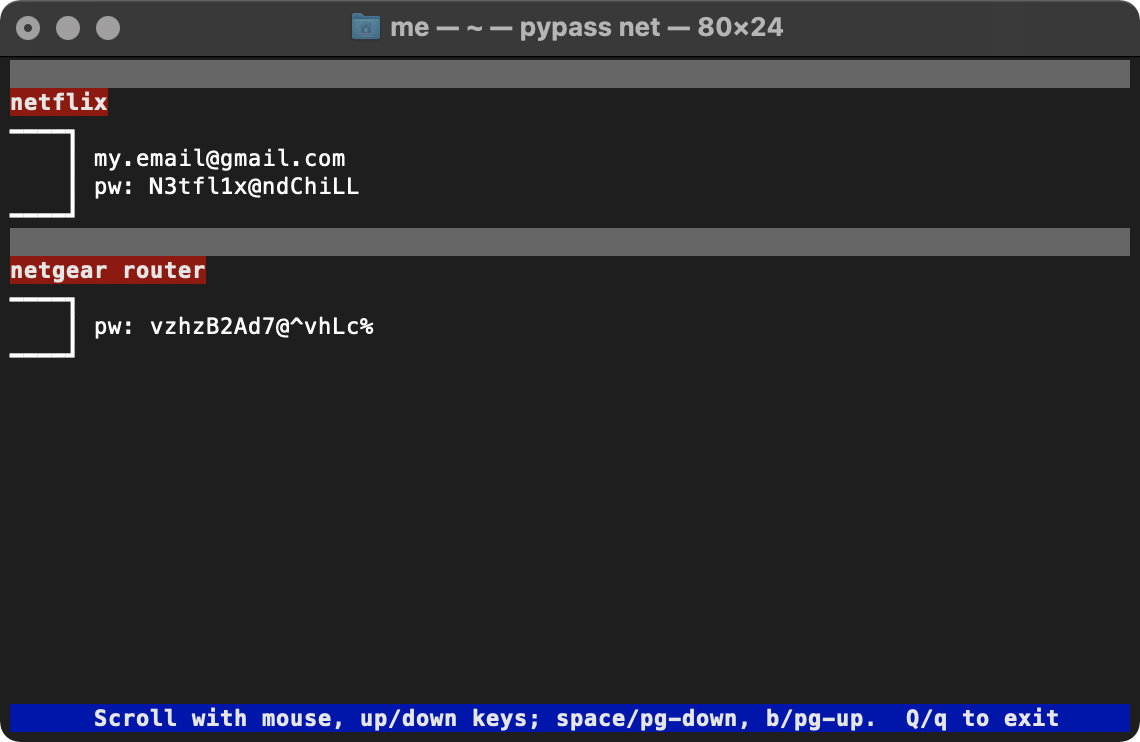 me — ~ — pypass net — 80×24
netflix
my.email@gmail.com
pw: N3tfl1x@ndChiLL
netgear router
pw: vzhzB2Ad7@^vhLc%
Scroll with mouse, up/down keys; space/pg-down, b/pg-up.  Q/q to exit